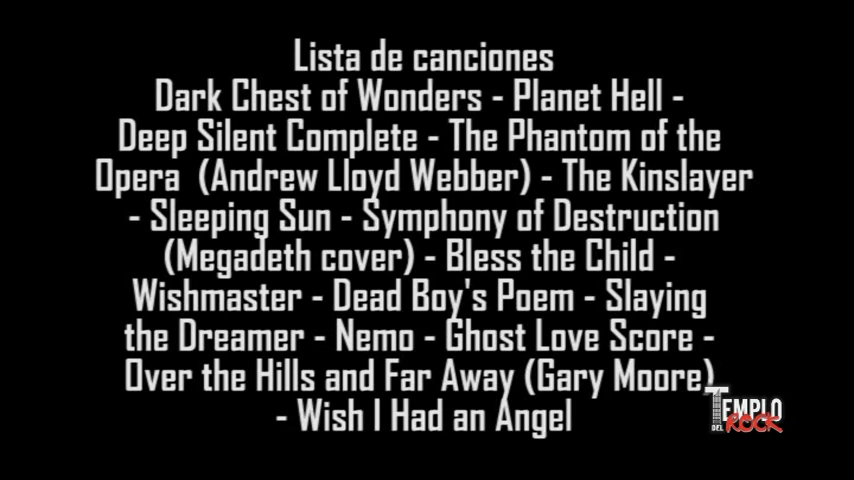 Lista de canciones
Dark Chest of Wonders - Planet Hell -
Deep Silent Complete - The Phantom of the
Opera (Andrew Lloyd Webber) - The Kinslayer
- Sleeping Sun - Symphony of Destruction
(Megadeth cover) - Bless the Child -
Wishmaster - Dead Boy's Poem - Slaying
the Dreamer - Nemo - Ghost Love Score -
Over the Hills and Far Away (Gary Moore)
- Wish I Had an Angel
TEMPLO
DEL ROCK